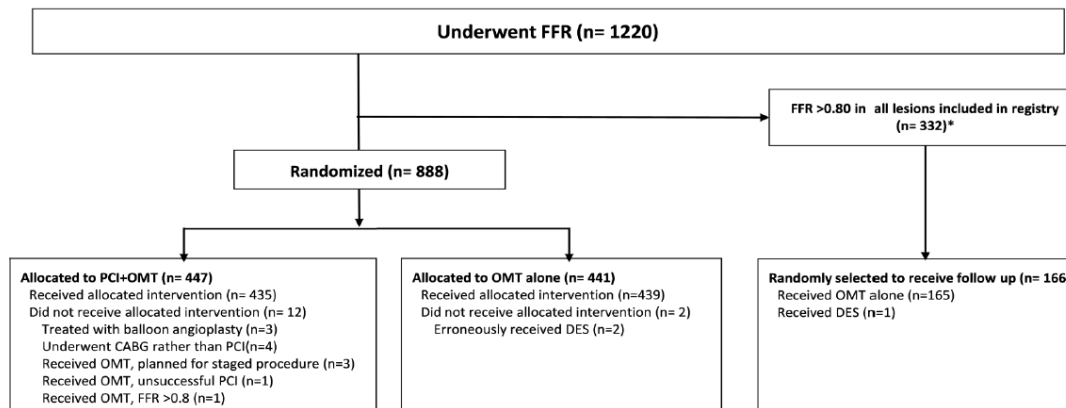 Underwent FFR (n= 1220)
FFR >0.80 in all lesions included in registry
(n= 332)*
Randomized (n= 888)
Allocated to PCI+OMT (n= 447)
Received allocated intervention (n= 435)
Did not receive allocated intervention (n= 12)
Treated with balloon angioplasty (n=3)
Underwent CABG rather than PCI(n=4)
Received OMT, planned for staged procedure (n=3)
Received OMT, unsuccessful PCI (n=1)
Received OMT, FFR >0.8 (n=1)
Allocated to OMT alone (n= 441)
Received allocated intervention (n=439)
Did not receive allocated intervention (n= 2)
Erroneously received DES (n=2)
Randomly selected to receive follow up (n= 166
Received OMT alone (n=165)
Received DES (n=1)